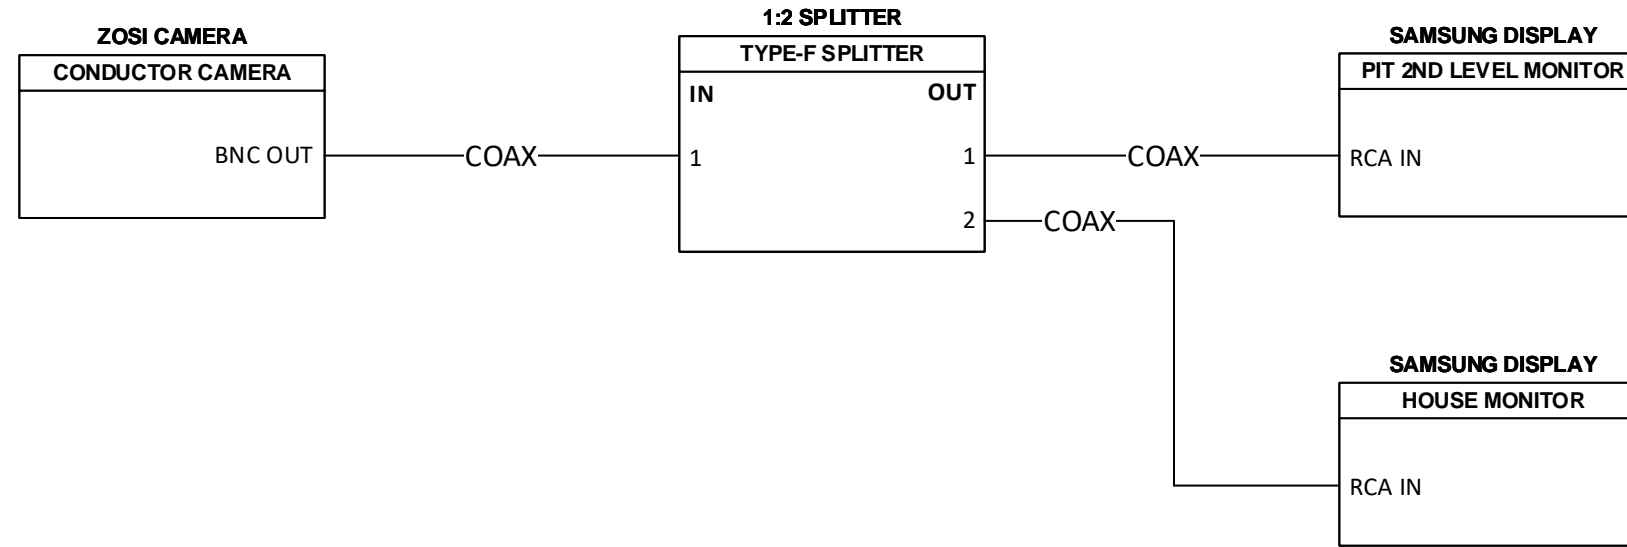 ZOSI CAMERA
CONDUCTOR CAMERA
BNC OUT
COAX
1:2 SPLITTER
TYPE-F SPLITTER
IN
OUT
1
1
2
COAX
COAX
SAMSUNG DISPLAY
PIT 2ND LEVEL MONITOR
RCA IN
SAMSUNG DISPLAY
HOUSE MONITOR
RCA IN